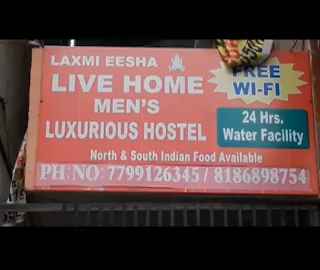 LAXMI EESHA
LIVE HOME
MEN'S
LUXURIOUS HOSTEL
FREE
WI-FI
24 Hrs.
Water Facility
North & South Indian Food Available
PH: NO: 7799126345 / 8186898754